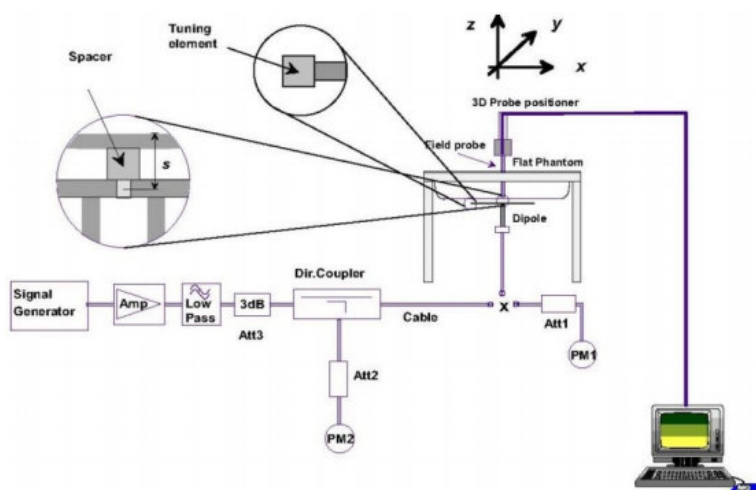 Tuning
element
Spacer
s
z
y
x
3D Probe positioner
Field probe
Flat Phantom
Dipole
Signal
Generator
Amp
Low
Pass
3dB
Att3
Dir.Coupler
Cable
x
Att1
PM1
Att2
PM2